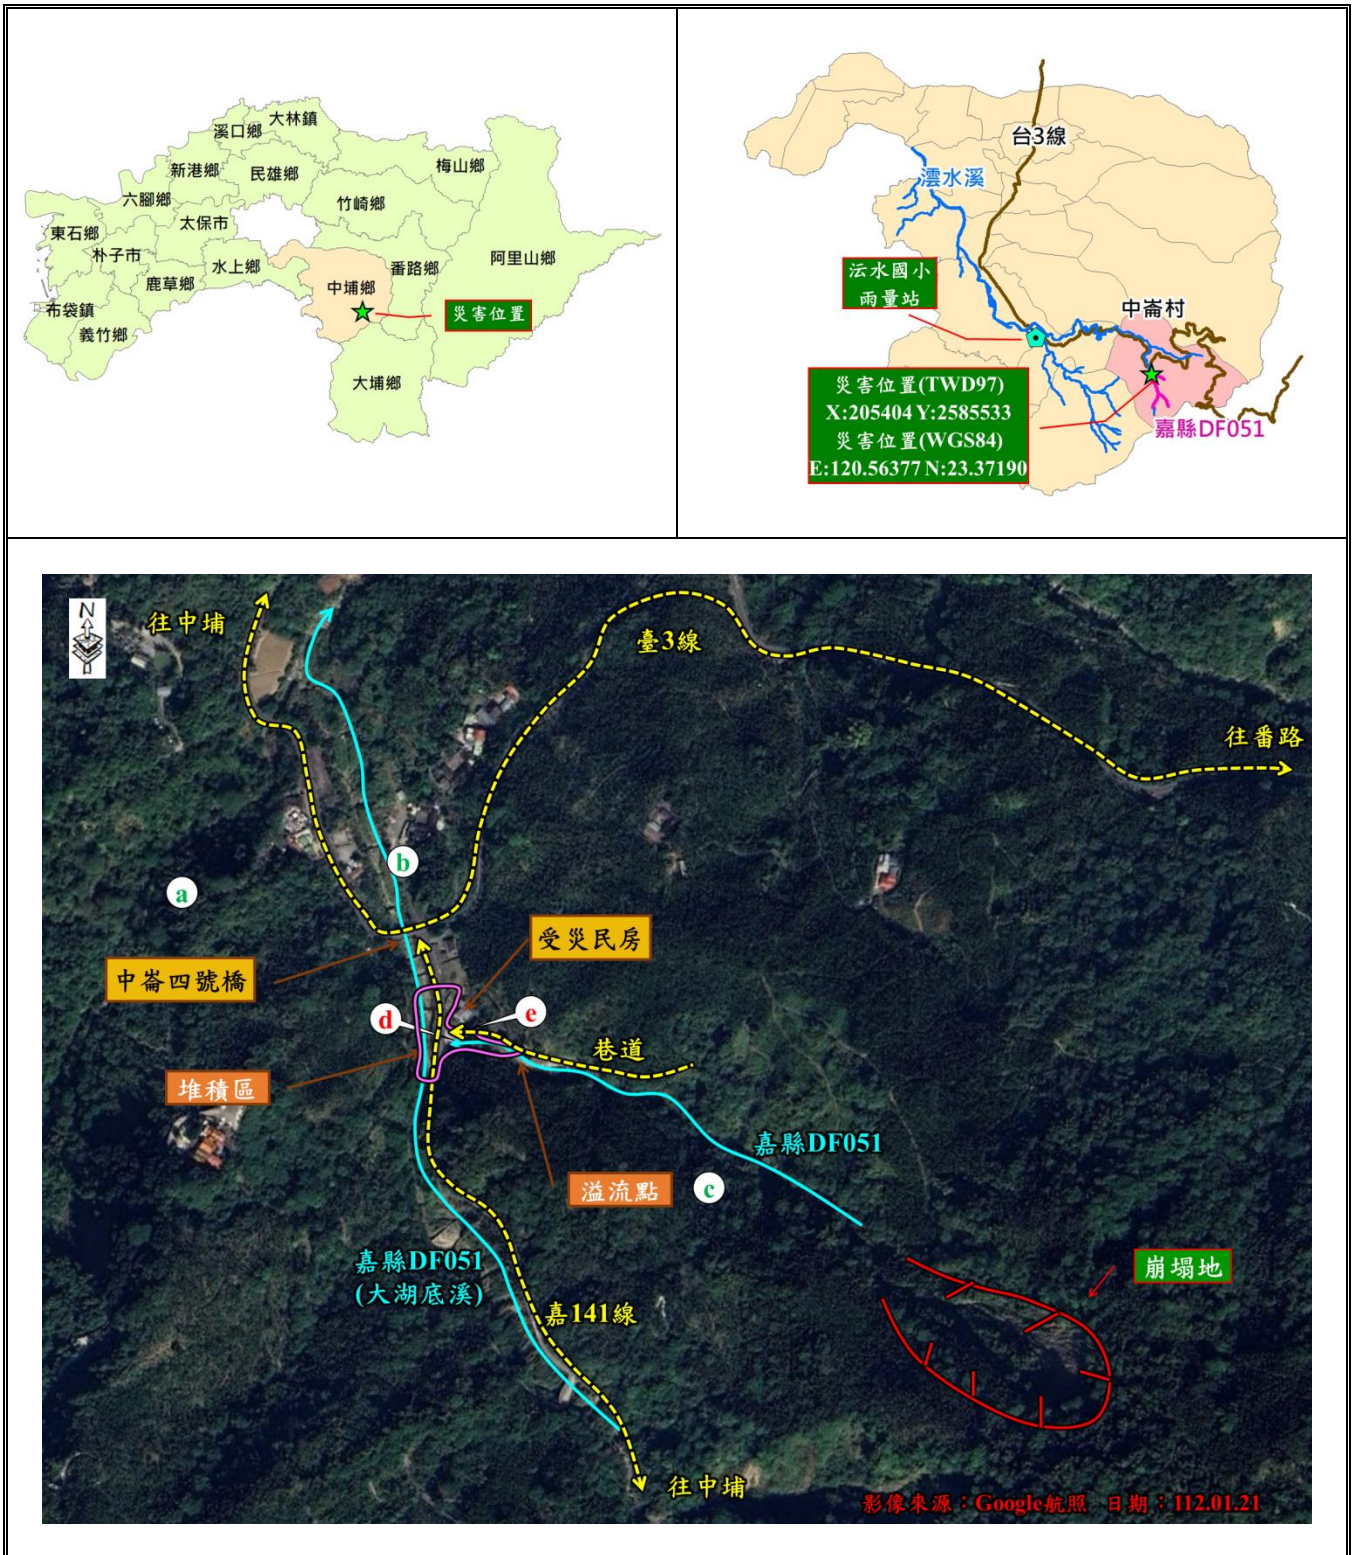 大林鎮
溪口鄉
梅山鄉
新港鄉
民雄鄉
六腳鄉
竹崎鄉
太保市
東石鄉
朴子市
水上鄉
番路鄉
阿里山鄉
鹿草鄉
中埔鄉
布袋鎮
災害位置
義竹鄉
大埔鄉
台3線
澐水溪
沄水國小
雨量站
中崙村
災害位置(TWD97)
X:205404 Y:2585533
災害位置(WGS84)
E:120.56377 N:23.37190
嘉縣DF051
N
往中埔
臺3線
往番路
b
a
受災民房
中崙四號橋
d
e
巷道
堆積區
嘉縣DF051
溢流點
c
嘉縣DF051
(大湖底溪)
崩塌地
嘉141線
往中埔
影像來源：Google航照 日期：112.01.21